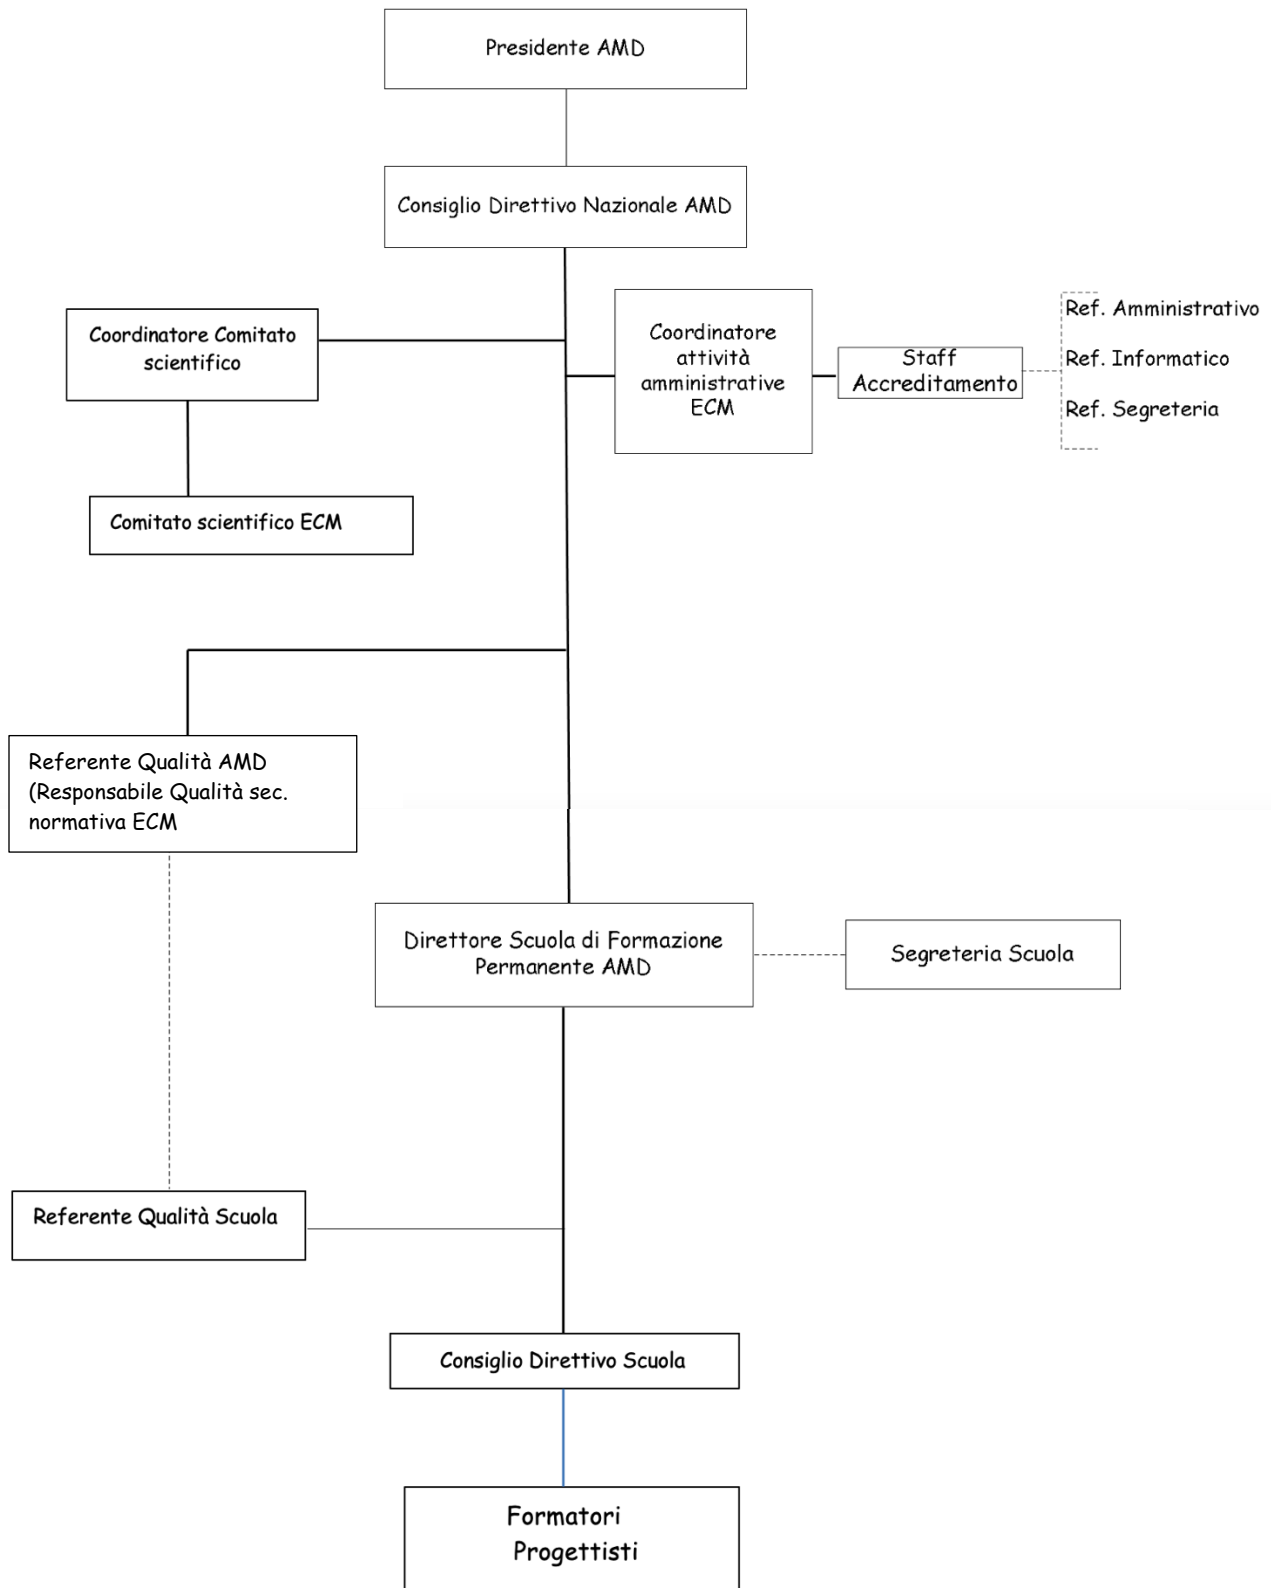 Presidente AMD
Consiglio Direttivo Nazionale AMD
Coordinatore Comitato
scientifico
Coordinatore
attività
amministrative
ECM
Staff
Accreditamento
Ref. Amministrativo
Ref. Informatico
Ref. Segreteria
Comitato scientifico ECM
Referente Qualità AMD
(Responsabile Qualità sec.
normativa ECM
Direttore Scuola di Formazione
Permanente AMD
Segreteria Scuola
Referente Qualità Scuola
Consiglio Direttivo Scuola
Formatori
Progettisti